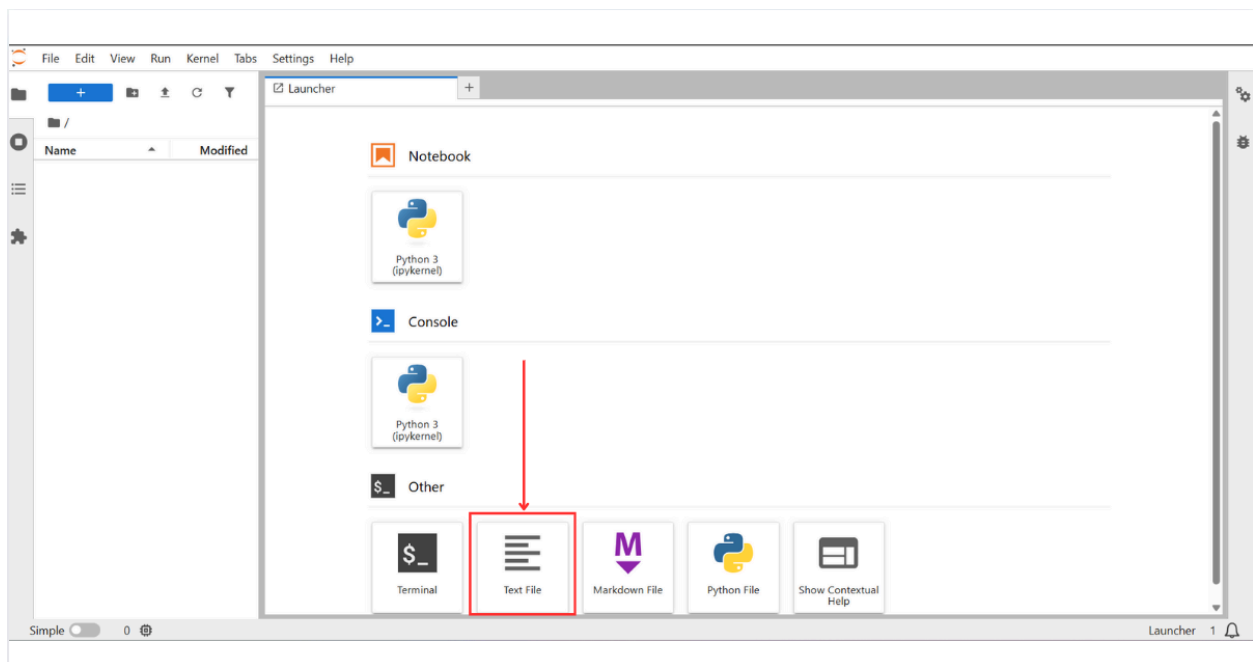 File Edit View Run Kernel Tabs Settings Help
+
Launcher
+
/
Name Modified
Notebook
Python 3
(ipykernel)
>_ Console
Python 3
(ipykernel)
$_ Other
$_
Terminal
Text File
M
Markdown File
Python File
Show Contextual
Help
Simple 0 Launcher 1